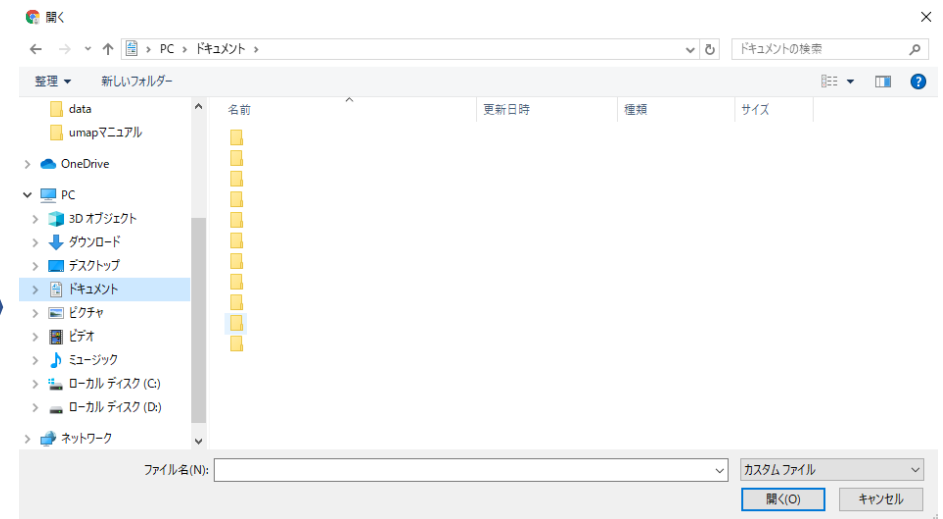 開く
PC › ドキュメント ›
ドキュメントの検索
整理 ▼ 新しいフォルダー
data
umapマニュアル
OneDrive
PC
3D オブジェクト
ダウンロード
デスクトップ
ドキュメント
ピクチャ
ビデオ
ミュージック
ローカル ディスク (C:)
ローカル ディスク (D:)
ネットワーク
名前 更新日時 種類 サイズ
ファイル名(N):
カスタム ファイル
開く(O) キャンセル